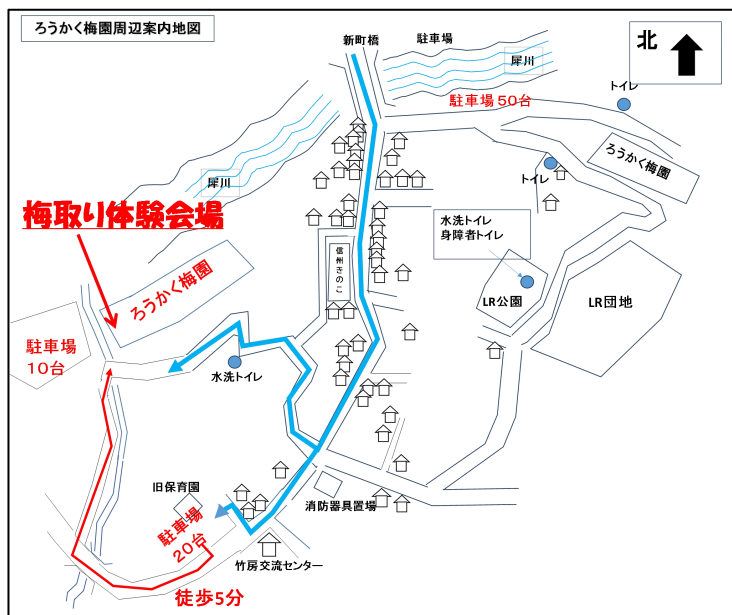 ろうかく梅園周辺案内地図
新町橋
駐車場
犀川
北
トイレ
駐車場50台
ろうかく梅園
トイレ
犀川
梅取り体験会場
水洗トイレ
身障者トイレ
信州きのこ
LR公園
LR団地
ろうかく梅園
駐車場
10台
水洗トイレ
旧保育園
消防器具置場
駐車場
20台
竹房交流センター
徒歩5分